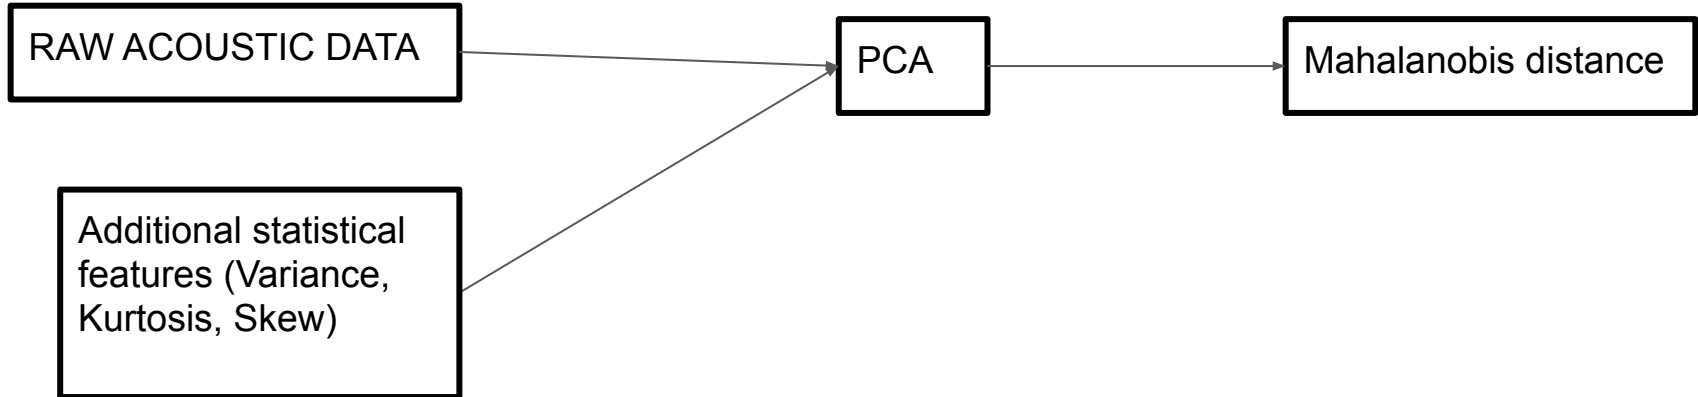 RAW ACOUSTIC DATA
PCA
Mahalanobis distance
Additional statistical
features (Variance,
Kurtosis, Skew)